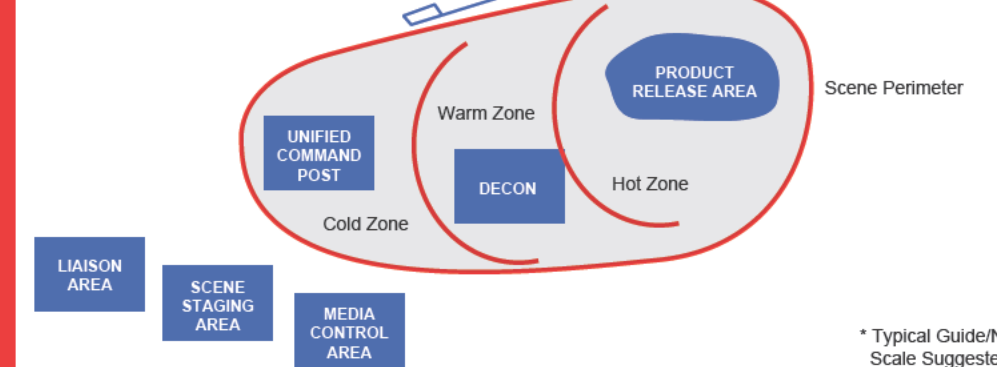 PRODUCT
RELEASE AREA
Scene Perimeter
Warm Zone
UNIFIED
COMMAND
POST
DECON
Hot Zone
Cold Zone
LIAISON
AREA
SCENE
STAGING
AREA
MEDIA
CONTROL
AREA
* Typical Guide/N
Scale Suggeste